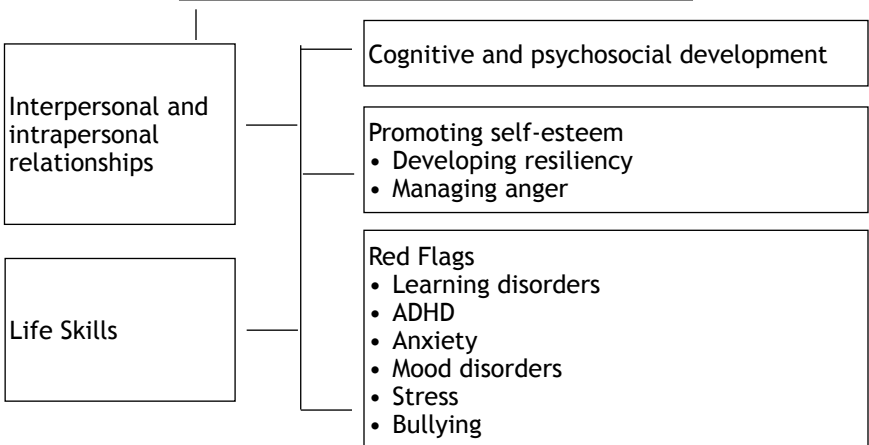 Interpersonal and
intrapersonal
relationships
Life Skills
Cognitive and psychosocial development
Promoting self-esteem
• Developing resiliency
• Managing anger
Red Flags
• Learning disorders
• ADHD
• Anxiety
• Mood disorders
• Stress
• Bullying